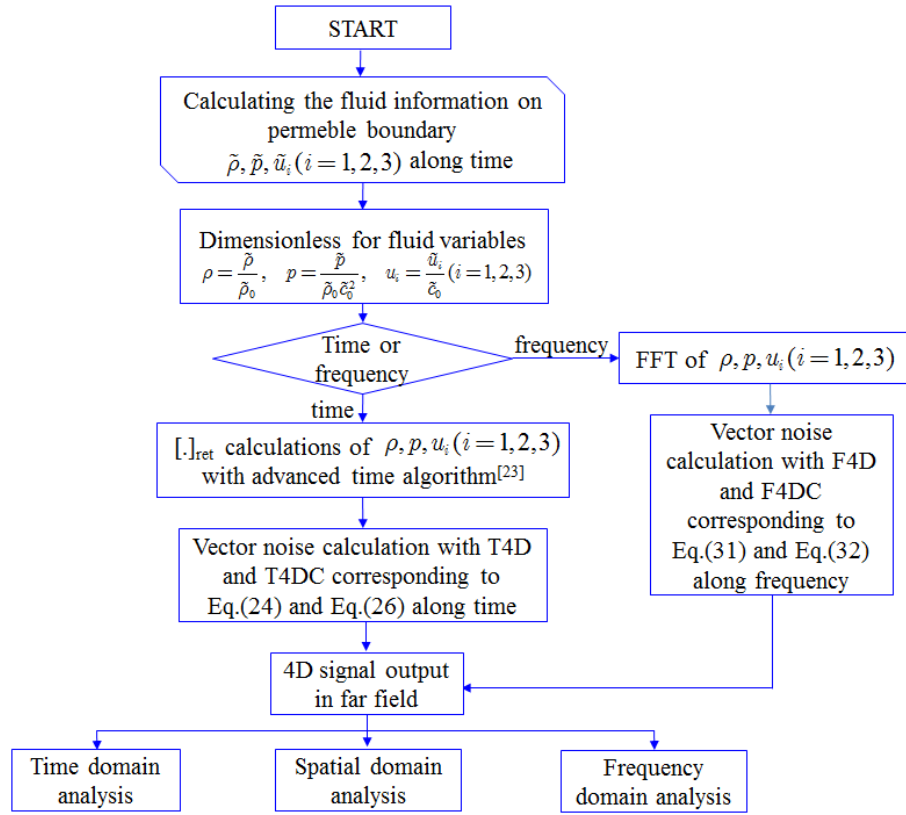 START
Calculating the fluid information on
permeble boundary
ρ̃, p̃, ũᵢ(i = 1,2,3) along time
Dimensionless for fluid variables
ρ = ρ̃/ρ̃₀, p = p̃/ρ̃₀c̃₀², uᵢ = ũᵢ/c̃₀ (i = 1,2,3)
Time or
frequency
frequency
FFT of ρ, p, uᵢ(i = 1,2,3)
time
[.]ret calculations of ρ, p, uᵢ(i = 1,2,3)
with advanced time algorithm[23]
Vector noise
calculation with F4D
and F4DC
corresponding to
Eq.(31) and Eq.(32)
along frequency
Vector noise calculation with T4D
and T4DC corresponding to
Eq.(24) and Eq.(26) along time
4D signal output
in far field
Time domain
analysis
Spatial domain
analysis
Frequency
domain analysis